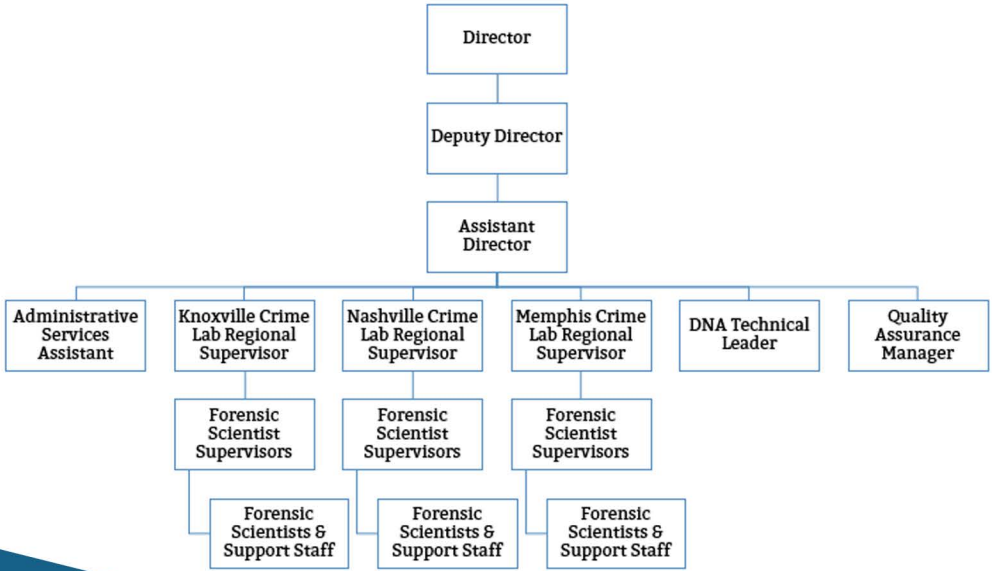 Director
Deputy Director
Assistant
Director
Administrative
Services
Assistant
Knoxville Crime
Lab Regional
Supervisor
Nashville Crime
Lab Regional
Supervisor
Memphis Crime
Lab Regional
Supervisor
DNA Technical
Leader
Quality
Assurance
Manager
Forensic
Scientist
Supervisors
Forensic
Scientist
Supervisors
Forensic
Scientist
Supervisors
Forensic
Scientists &
Support Staff
Forensic
Scientists &
Support Staff
Forensic
Scientists &
Support Staff